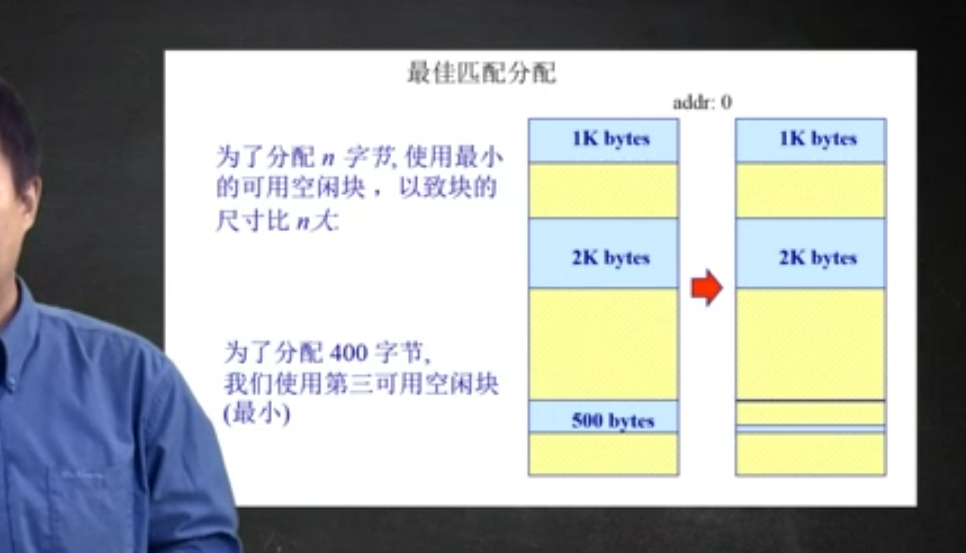 最佳匹配分配
addr: 0
为了分配 n 字节, 使用最小
的可用空闲块，以致块的
尺寸比 n大:
为了分配 400 字节,
我们使用第三可用空闲块
(最小)
1K bytes
2K bytes
500 bytes
1K bytes
2K bytes